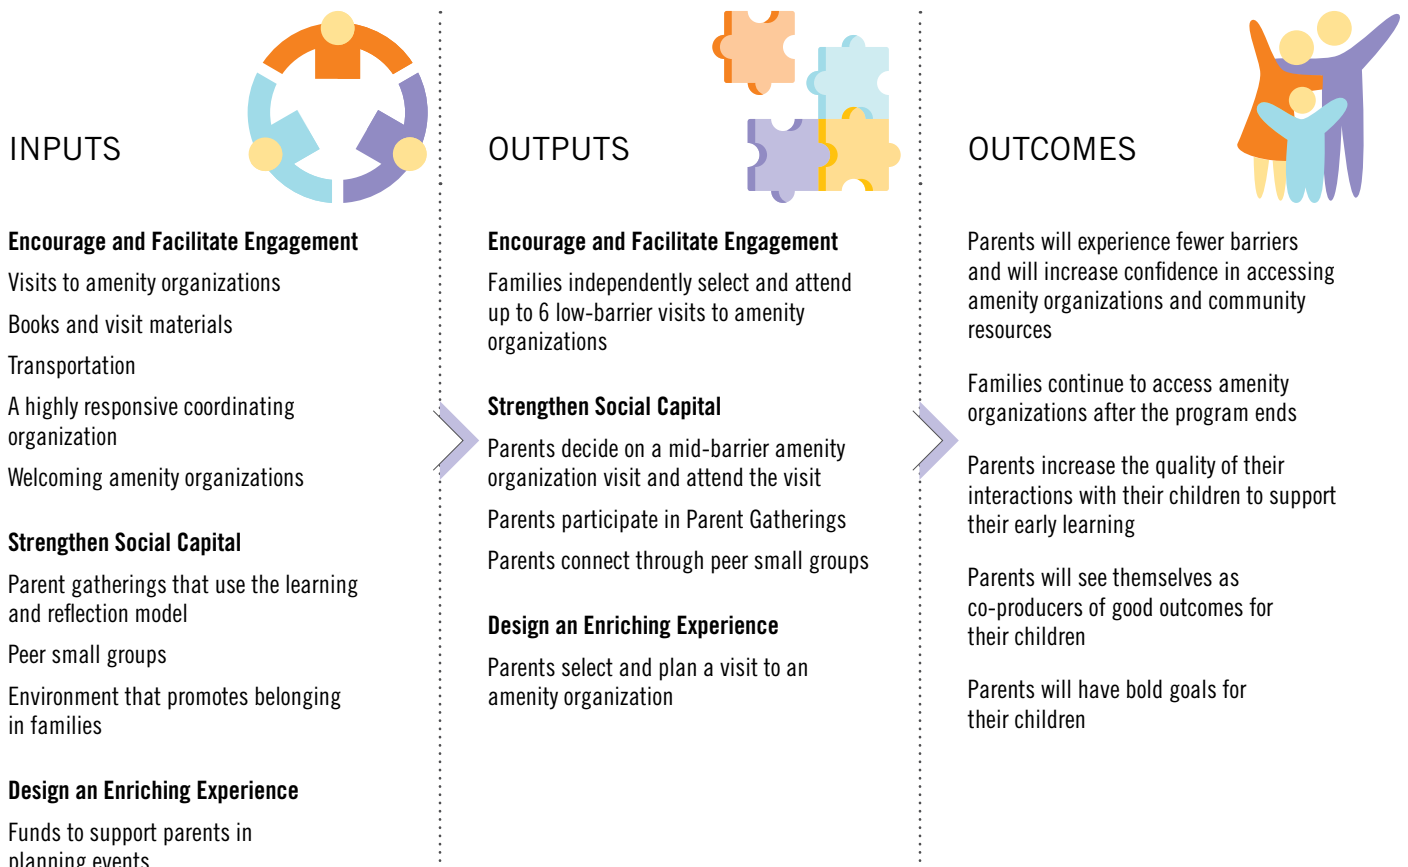 INPUTS
Encourage and Facilitate Engagement
Visits to amenity organizations
Books and visit materials
Transportation
A highly responsive coordinating
organization
Welcoming amenity organizations
Strengthen Social Capital
Parent gatherings that use the learning
and reflection model
Peer small groups
Environment that promotes belonging
in families
Design an Enriching Experience
Funds to support parents in
planning events
OUTPUTS
Encourage and Facilitate Engagement
Families independently select and attend
up to 6 low-barrier visits to amenity
organizations
Strengthen Social Capital
Parents decide on a mid-barrier amenity
organization visit and attend the visit
Parents participate in Parent Gatherings
Parents connect through peer small groups
Design an Enriching Experience
Parents select and plan a visit to an
amenity organization
OUTCOMES
Parents will experience fewer barriers
and will increase confidence in accessing
amenity organizations and community
resources
Families continue to access amenity
organizations after the program ends
Parents increase the quality of their
interactions with their children to support
their early learning
Parents will see themselves as
co-producers of good outcomes for
their children
Parents will have bold goals for
their children